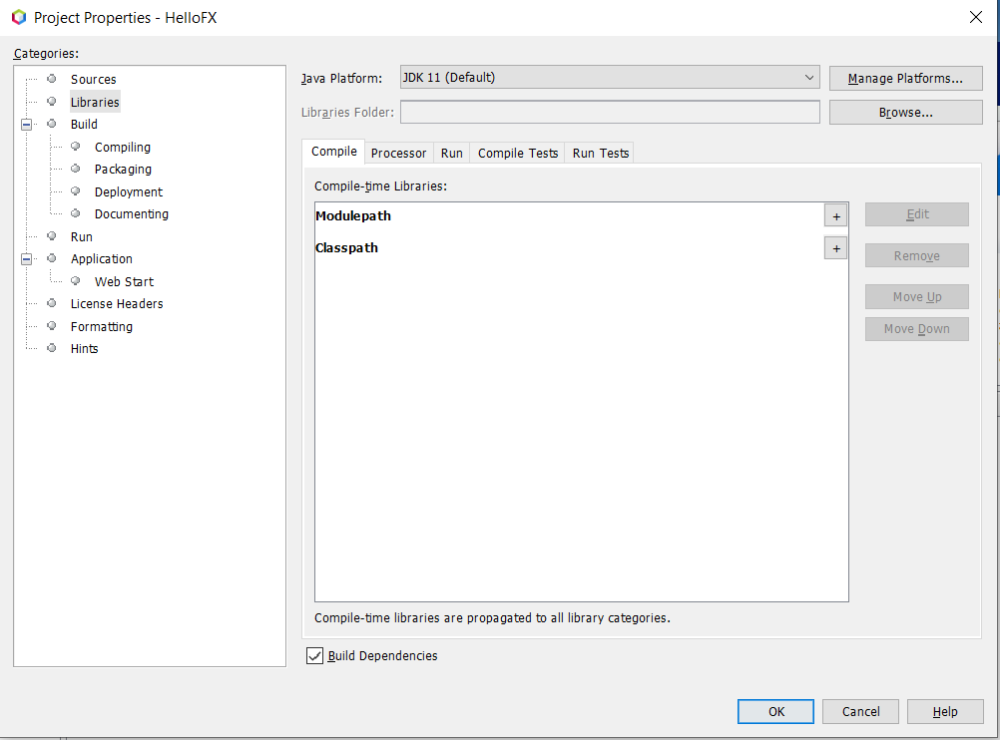 Project Properties - HelloFX
Categories:
Sources
Libraries
Build
Compiling
Packaging
Deployment
Documenting
Run
Application
Web Start
License Headers
Formatting
Hints
Java Platform: JDK 11 (Default) Manage Platforms...
Libraries Folder: Browse...
Compile Processor Run Compile Tests Run Tests
Compile-time Libraries:
Modulepath + Edit
Classpath + Remove
Move Up
Move Down
Compile-time libraries are propagated to all library categories.
Build Dependencies
OK Cancel Help